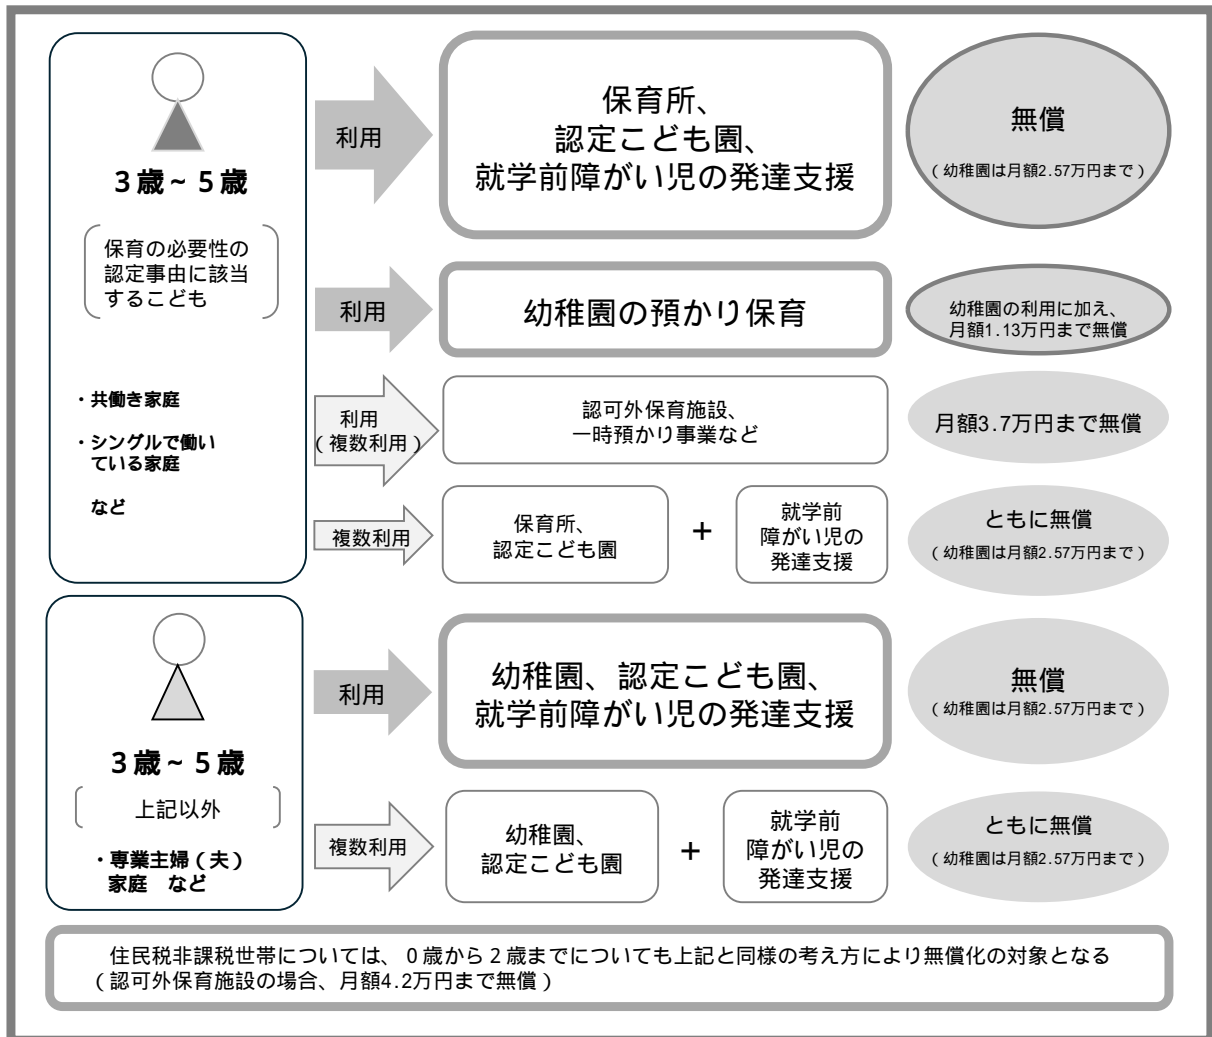 3歳~5歳
保育の必要性の
認定事由に該当
するこども
・共働き家庭
・シングルで働い
ている家庭
など
利用
保育所、
認定こども園、
就学前障がい児の発達支援
無償
(幼稚園は月額2.57万円まで)
利用
幼稚園の預かり保育
幼稚園の利用に加え、
月額1.13万円まで無償
利用
(複数利用)
認可外保育施設、
一時預かり事業など
月額3.7万円まで無償
複数利用
保育所、
認定こども園
+
就学前
障がい児の
発達支援
ともに無償
(幼稚園は月額2.57万円まで)
3歳~5歳
上記以外
・専業主婦(夫)
家庭 など
利用
幼稚園、認定こども園、
就学前障がい児の発達支援
無償
(幼稚園は月額2.57万円まで)
複数利用
幼稚園、
認定こども園
+
就学前
障がい児の
発達支援
ともに無償
(幼稚園は月額2.57万円まで)
住民税非課税世帯については、0歳から2歳までについても上記と同様の考え方により無償化の対象となる
(認可外保育施設の場合、月額4.2万円まで無償)